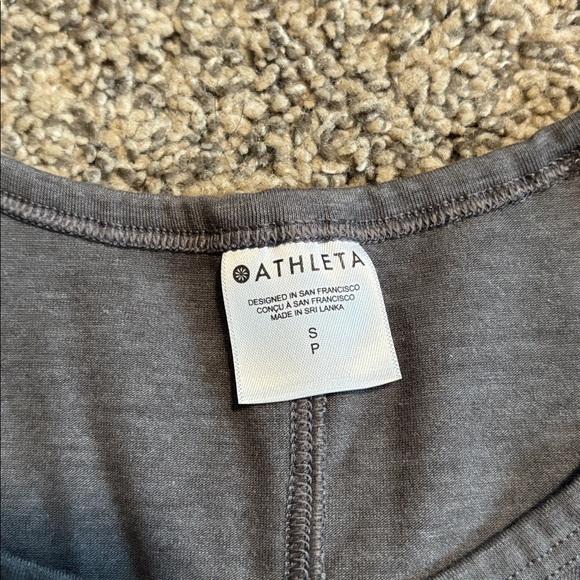 ATHLETA
DESIGNED IN SAN FRANCISCO
CONÇU À SAN FRANCISCO
MADE IN SRI LANKA
S
P